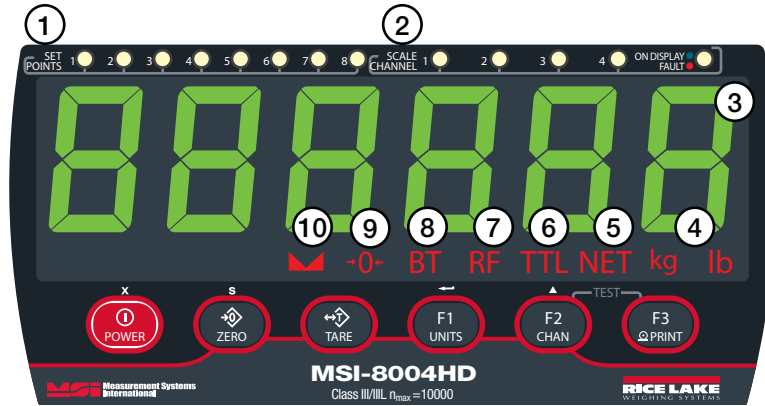 1 2
SET POINTS 1 2 3 4 5 6 7 8 SCALE CHANNEL 1 2 3 4 ON DISPLAY FAULT
3
888888
10 9 8 7 6 5 4
→0← BT RF TTL NET kg lb
X S ↵ ▲ TEST
POWER →0← ZERO ↔T TARE F1 UNITS F2 CHAN F3 PRINT
MSI-8004HD
MSI Measurement Systems International Class III/IIIL nmax=10000 RICE LAKE WEIGHING SYSTEMS